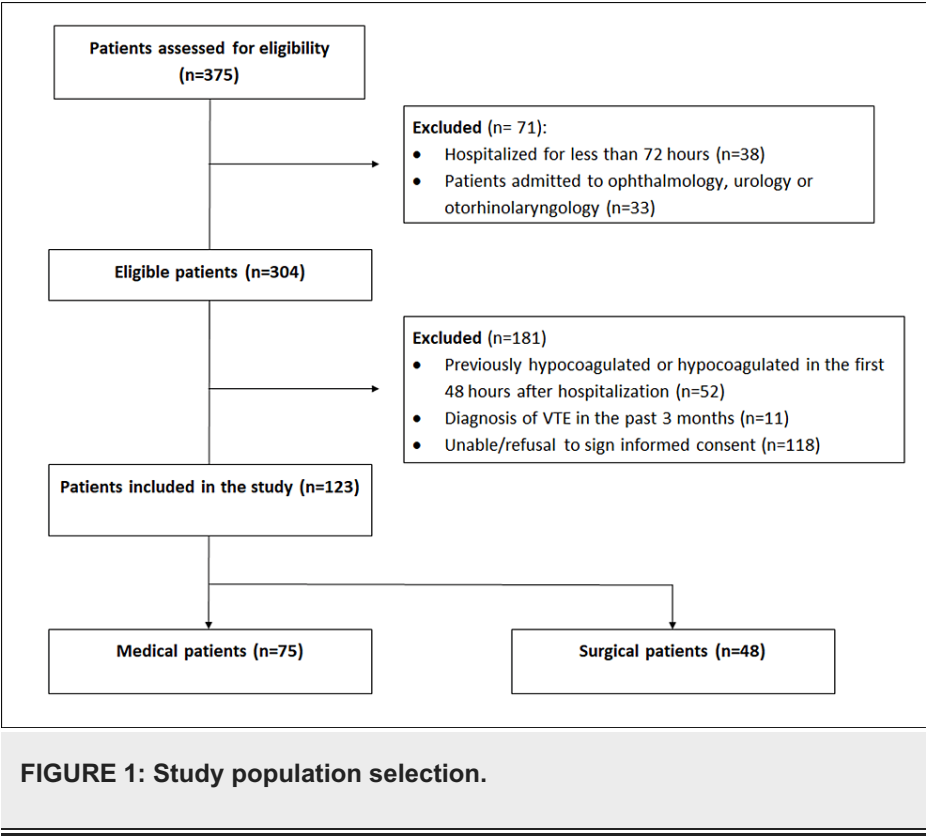 Patients assessed for eligibility
(n=375)
Excluded (n= 71):
• Hospitalized for less than 72 hours (n=38)
• Patients admitted to ophthalmology, urology or
otorhinolaryngology (n=33)
Eligible patients (n=304)
Excluded (n=181)
• Previously hypocoagulated or hypocoagulated in the first
48 hours after hospitalization (n=52)
• Diagnosis of VTE in the past 3 months (n=11)
• Unable/refusal to sign informed consent (n=118)
Patients included in the study (n=123)
Medical patients (n=75)
Surgical patients (n=48)
FIGURE 1: Study population selection.